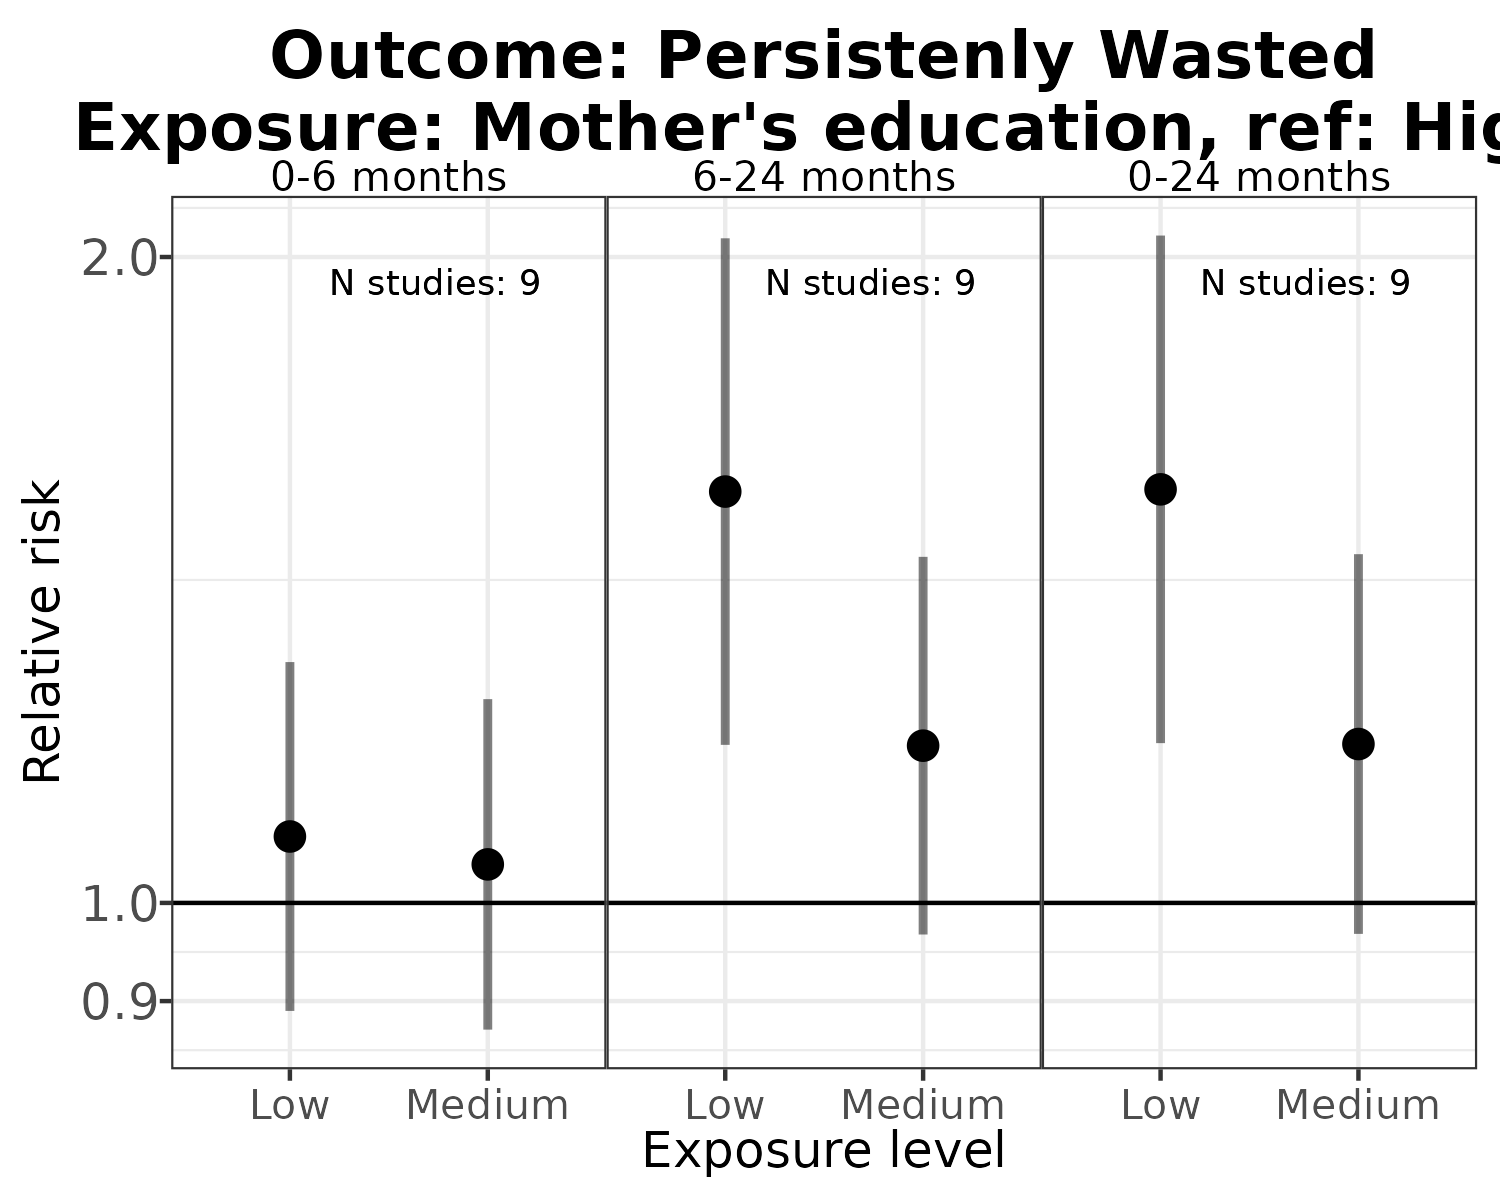 Outcome: Persistenly Wasted
Exposure: Mother's education, ref: Hig
0-6 months 6-24 months 0-24 months
2.0
N studies: 9 N studies: 9 N studies: 9
Relative risk
1.0
0.9
Low Medium Low Medium Low Medium
Exposure level